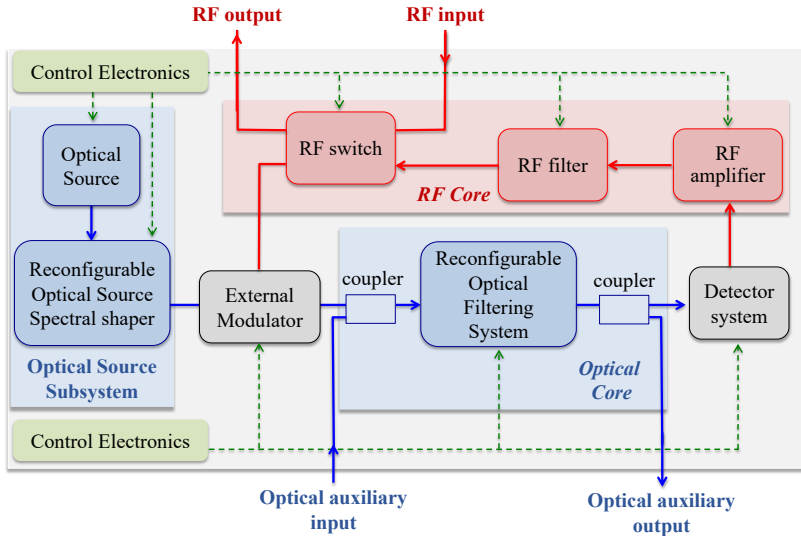 RF output
RF input
Control Electronics
Optical
Source
RF switch
RF filter
RF
amplifier
RF Core
Reconfigurable
Optical Source
Spectral shaper
External
Modulator
coupler
Reconfigurable
Optical
Filtering
System
coupler
Detector
system
Optical Source
Subsystem
Optical
Core
Control Electronics
Optical auxiliary
input
Optical auxiliary
output